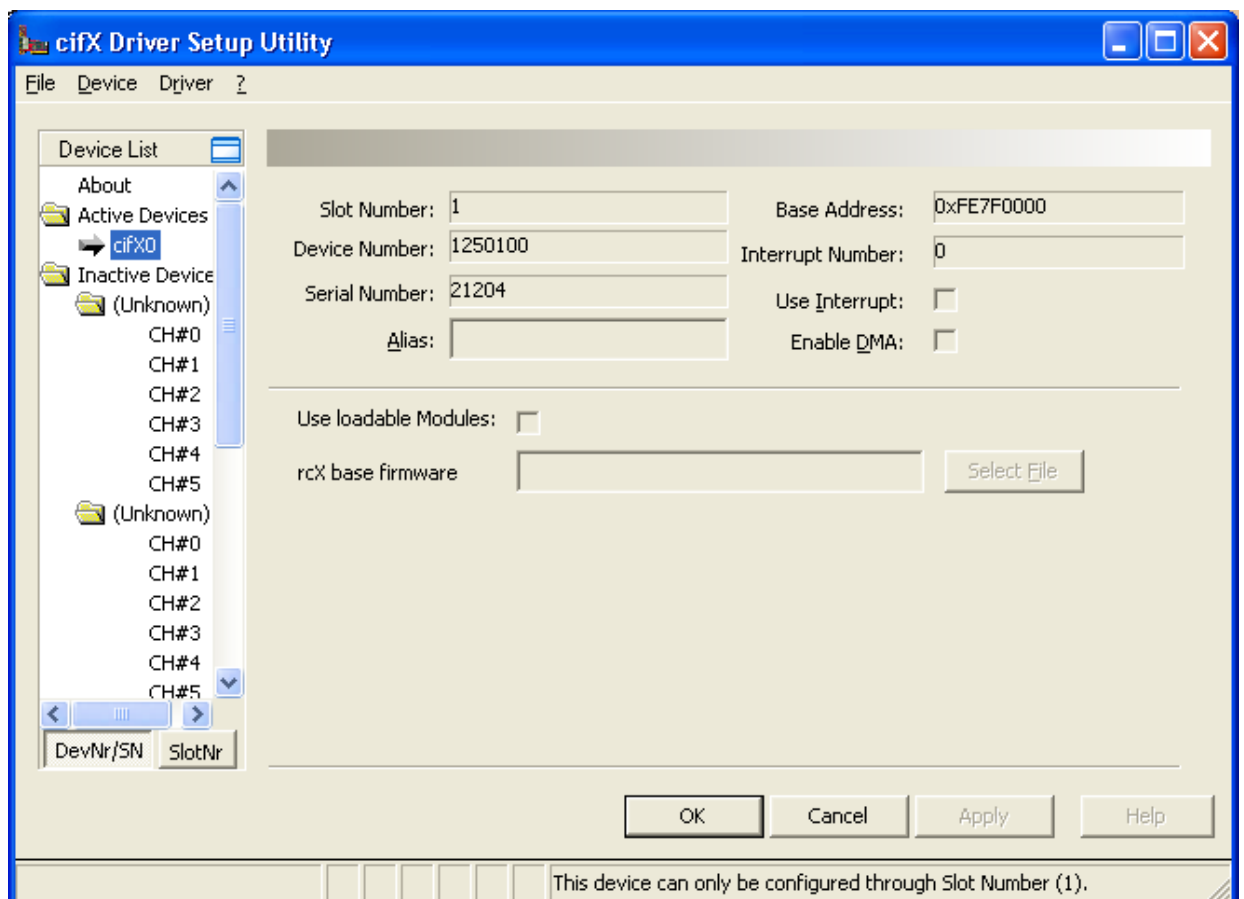 cifX Driver Setup Utility
File Device Driver ?
Device List
About
Active Devices
cifX0
Inactive Device
(Unknown)
CH#0
CH#1
CH#2
CH#3
CH#4
CH#5
(Unknown)
CH#0
CH#1
CH#2
CH#3
CH#4
CH#5
DevNr/SN SlotNr
Slot Number: 1
Device Number: 1250100
Serial Number: 21204
Alias:
Base Address: 0xFE7F0000
Interrupt Number: 0
Use Interrupt:
Enable DMA:
Use loadable Modules:
rcX base firmware
Select File
OK Cancel Apply Help
This device can only be configured through Slot Number (1).